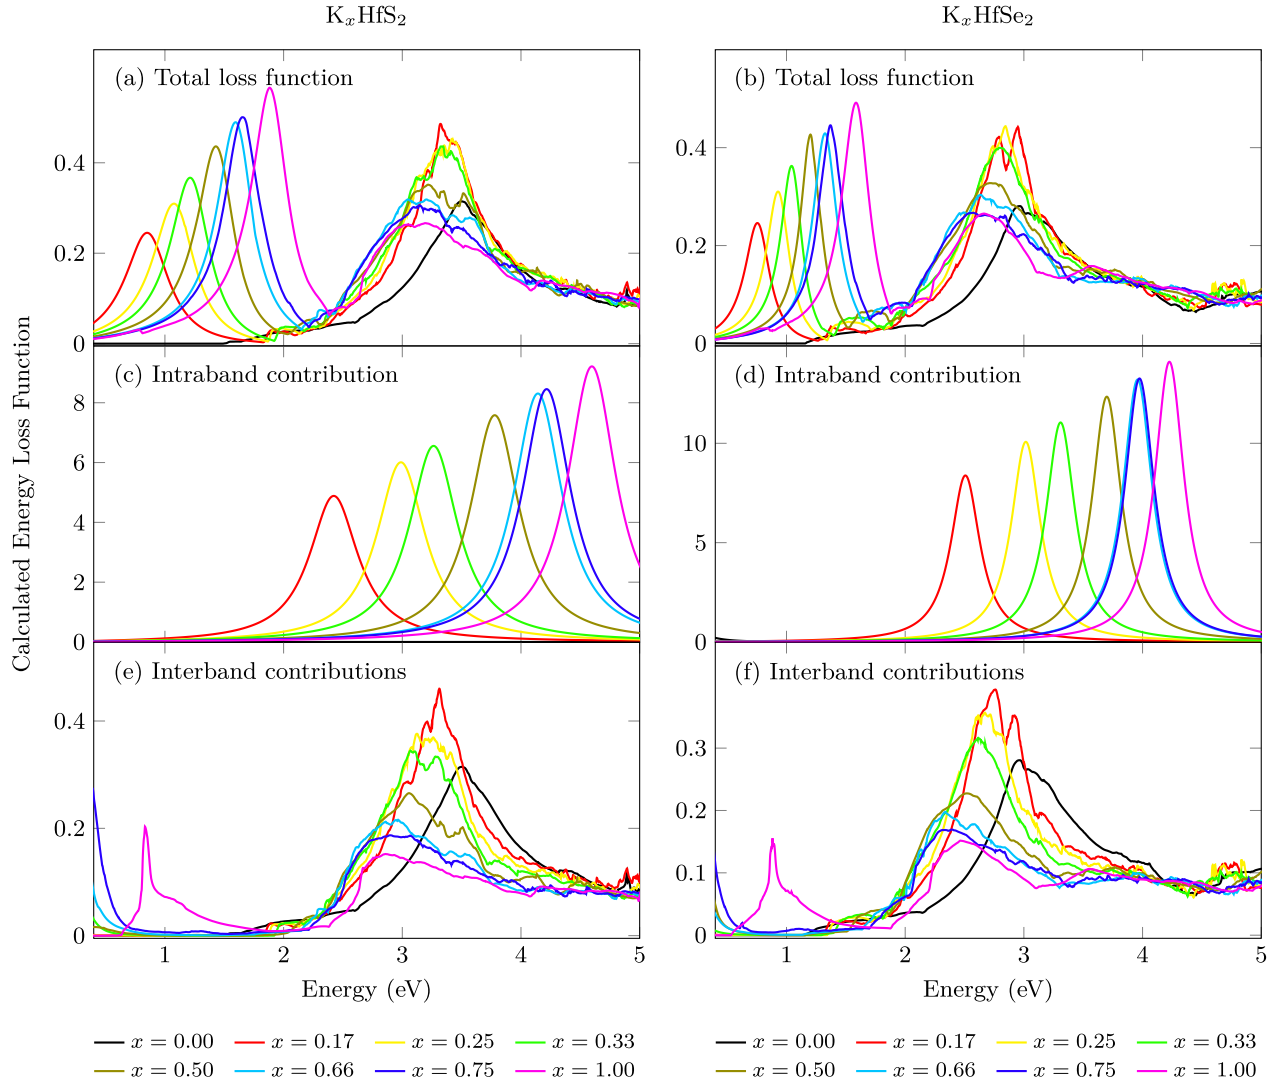 KₓHfS₂ KₓHfSe₂
(a) Total loss function (b) Total loss function
0.4 0.4
0.2 0.2
0 0
Calculated Energy Loss Function
(c) Intraband contribution (d) Intraband contribution
8
10
6
4
5
2
0 0
(e) Interband contributions (f) Interband contributions
0.4
0.3
0.2 0.2
0.1
0 0
1 2 3 4 5 1 2 3 4 5
Energy (eV) Energy (eV)
x = 0.00 x = 0.17 x = 0.25 x = 0.33 x = 0.00 x = 0.17 x = 0.25 x = 0.33
x = 0.50 x = 0.66 x = 0.75 x = 1.00 x = 0.50 x = 0.66 x = 0.75 x = 1.00